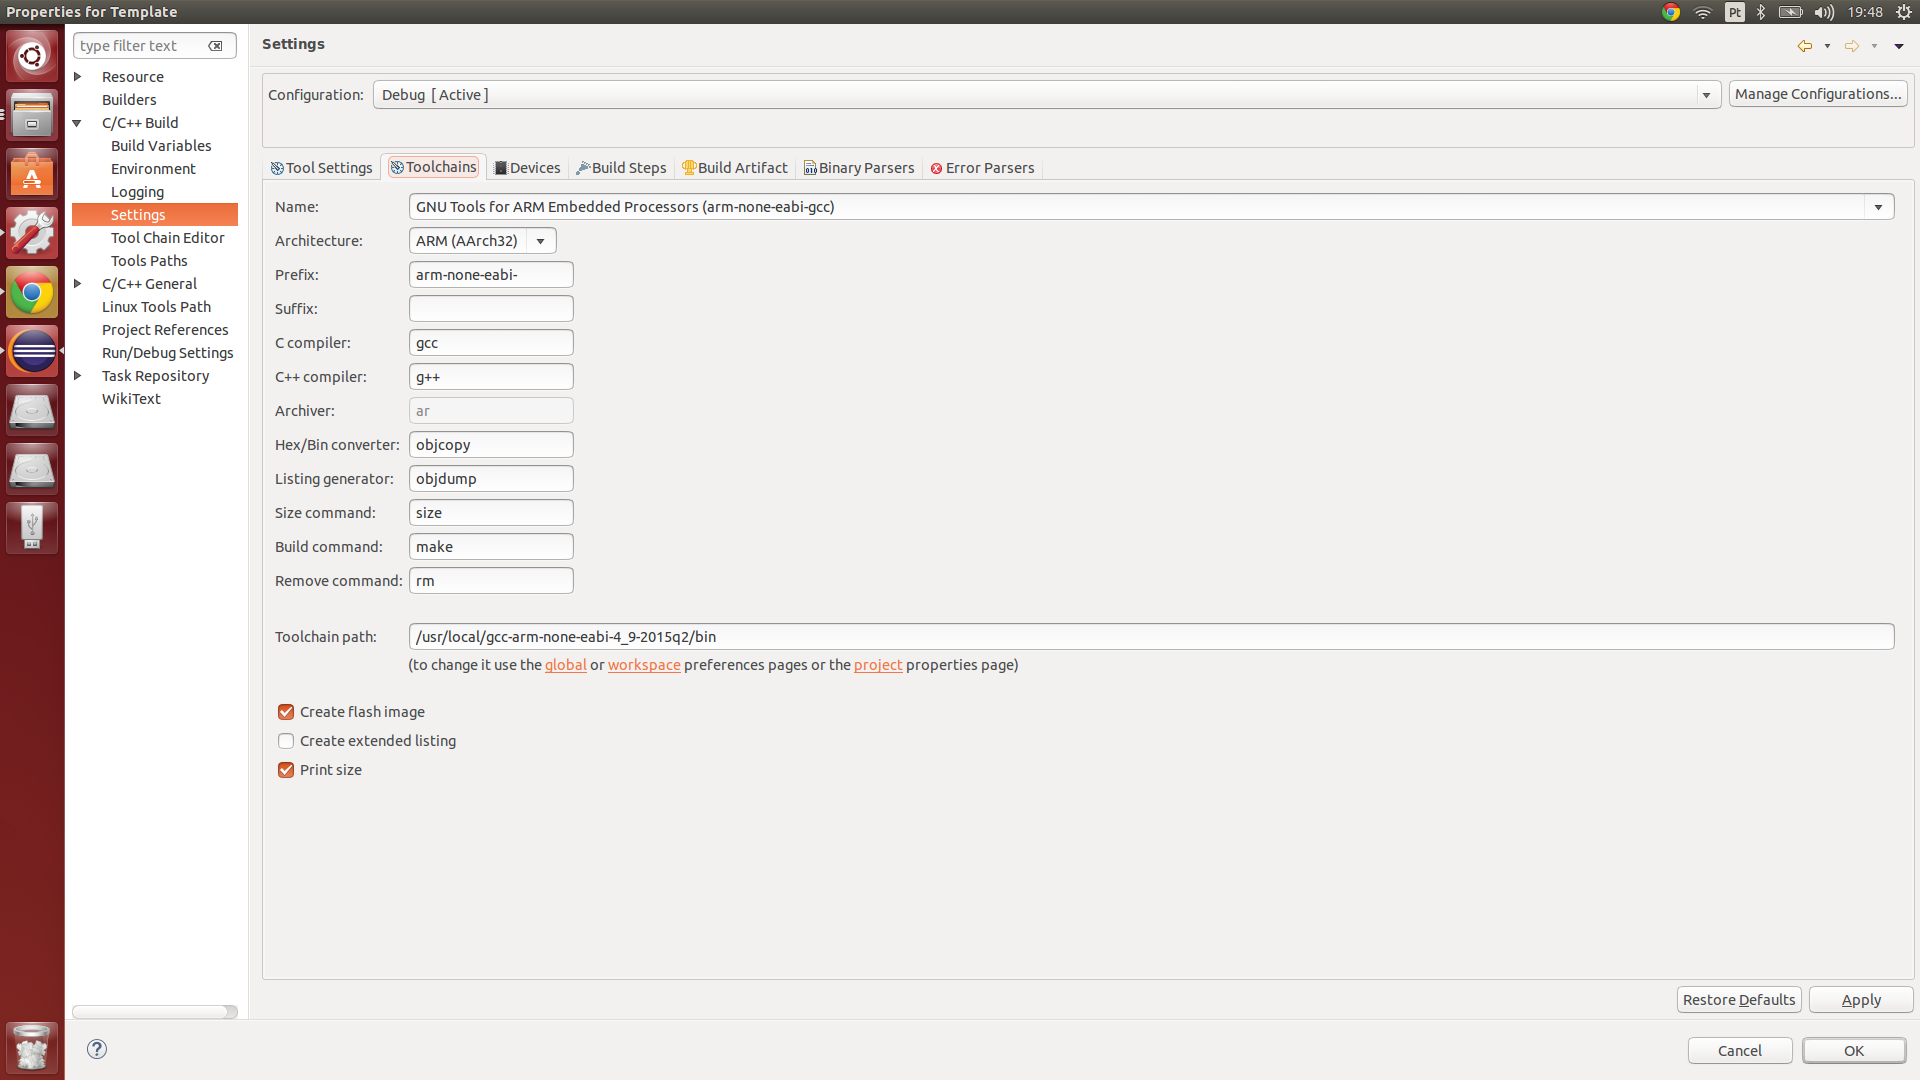 Properties for Template
Pt
19:48
type filter text
Resource
Builders
C/C++ Build
Build Variables
Environment
Logging
Settings
Tool Chain Editor
Tools Paths
C/C++ General
Linux Tools Path
Project References
Run/Debug Settings
Task Repository
WikiText
Settings
Configuration: Debug [ Active ] Manage Configurations...
Tool Settings Toolchains Devices Build Steps Build Artifact Binary Parsers Error Parsers
Name: GNU Tools for ARM Embedded Processors (arm-none-eabi-gcc)
Architecture: ARM (AArch32)
Prefix: arm-none-eabi-
Suffix:
C compiler: gcc
C++ compiler: g++
Archiver: ar
Hex/Bin converter: objcopy
Listing generator: objdump
Size command: size
Build command: make
Remove command: rm
Toolchain path: /usr/local/gcc-arm-none-eabi-4_9-2015q2/bin
(to change it use the global or workspace preferences pages or the project properties page)
Create flash image
Create extended listing
Print size
Restore Defaults Apply
Cancel OK